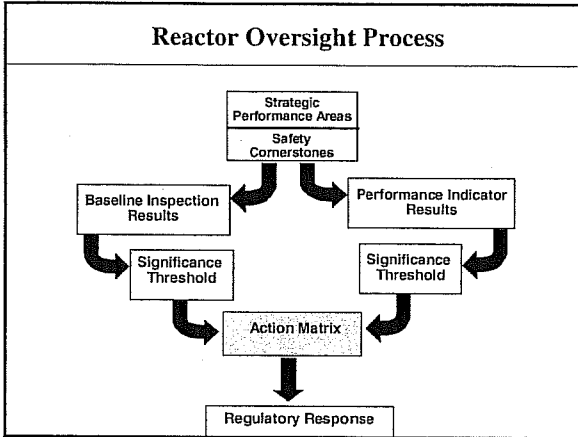 Reactor Oversight Process
Strategic
Performance Areas
Safety
Cornerstones
Baseline Inspection
Results
Performance Indicator
Results
Significance
Threshold
Significance
Threshold
Action Matrix
Regulatory Response